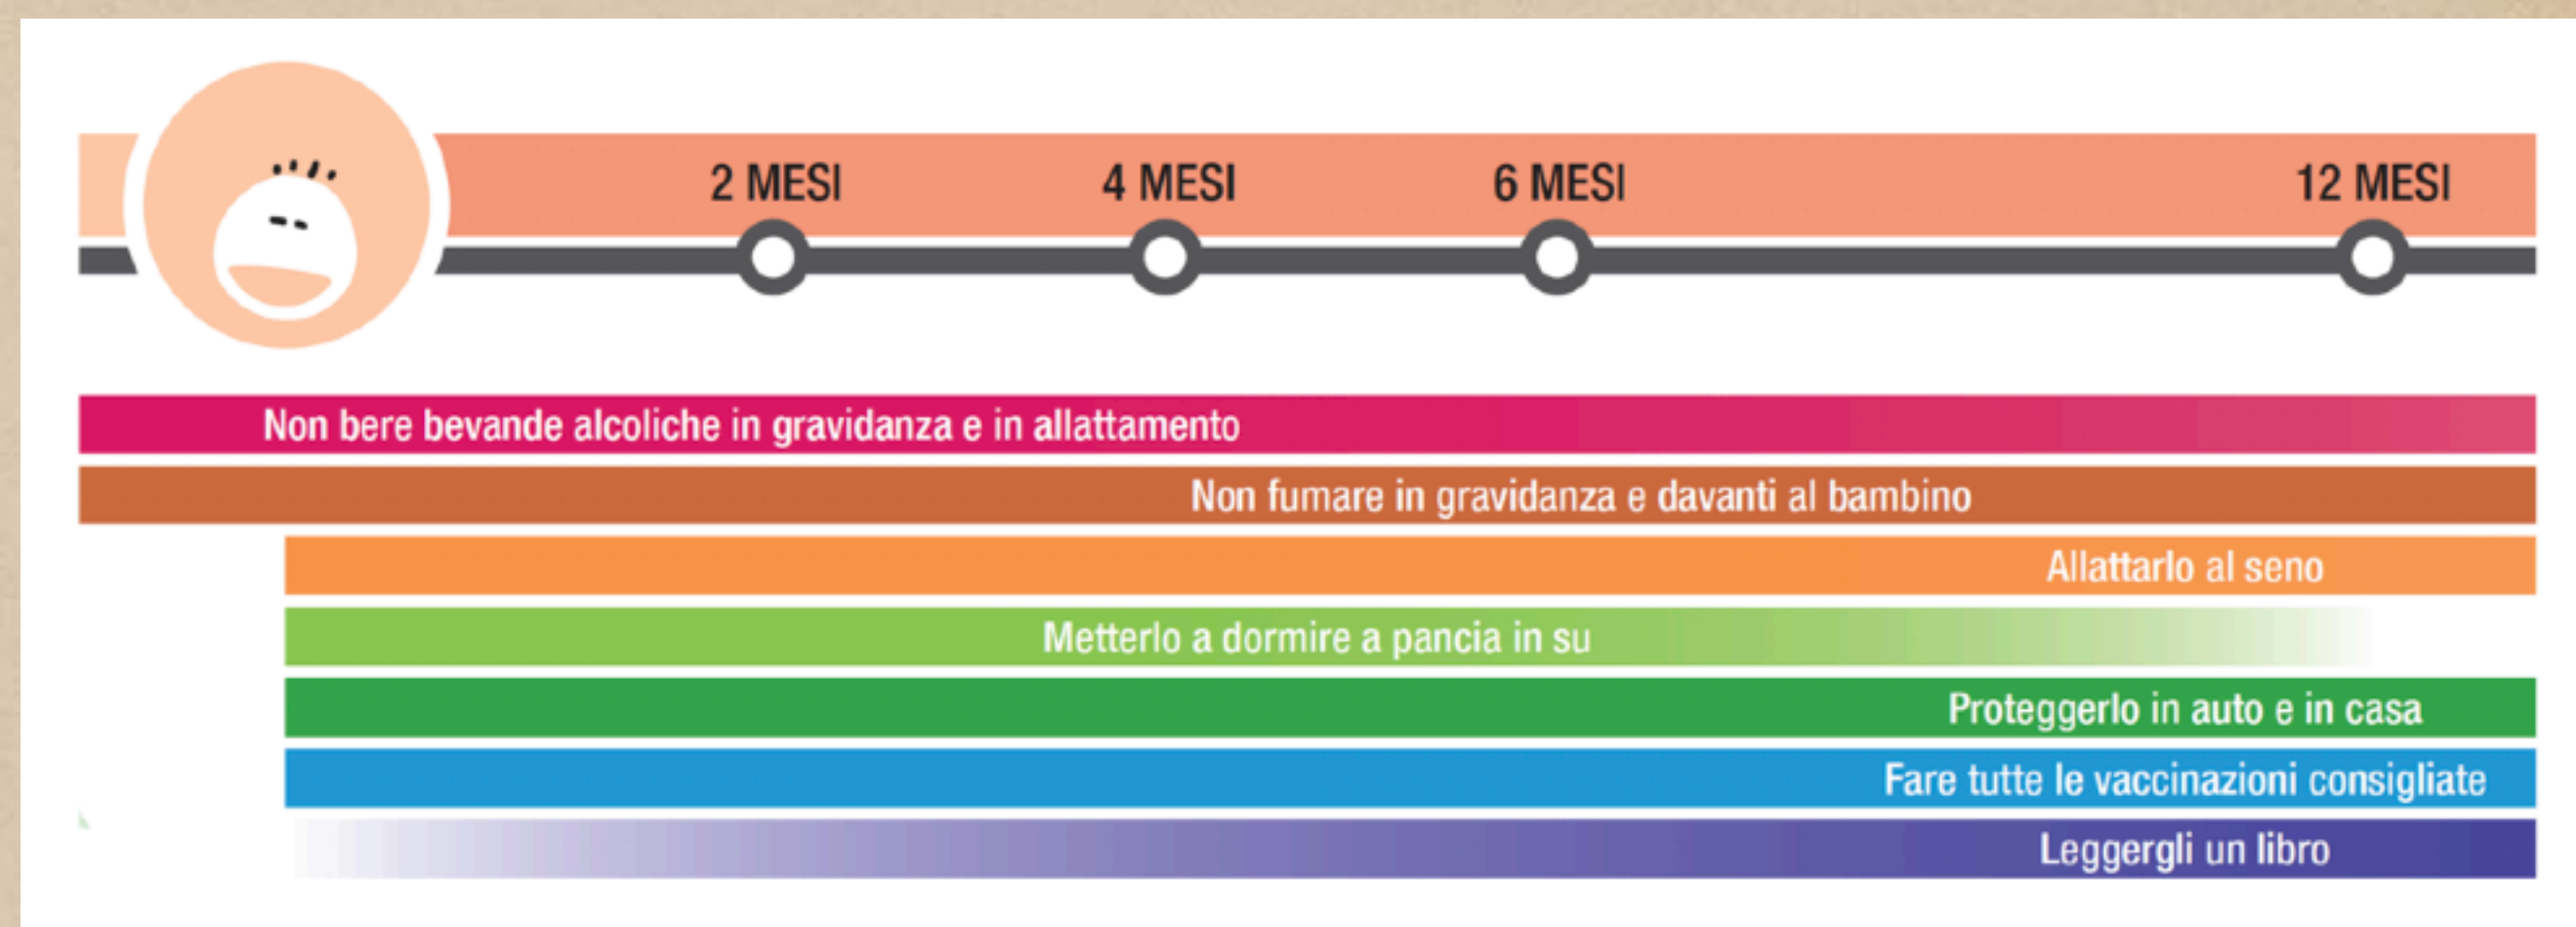 2 MESI 4 MESI 6 MESI 12 MESI
Non bere bevande alcoliche in gravidanza e in allattamento
Non fumare in gravidanza e davanti al bambino
Allattarlo al seno
Metterlo a dormire a pancia in su
Proteggerlo in auto e in casa
Fare tutte le vaccinazioni consigliate
Leggergli un libro